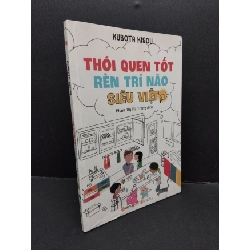 KUBOTA KISOU
THÓI QUEN TỐT
RÈN TRÍ NÃO
SIÊU VIỆT